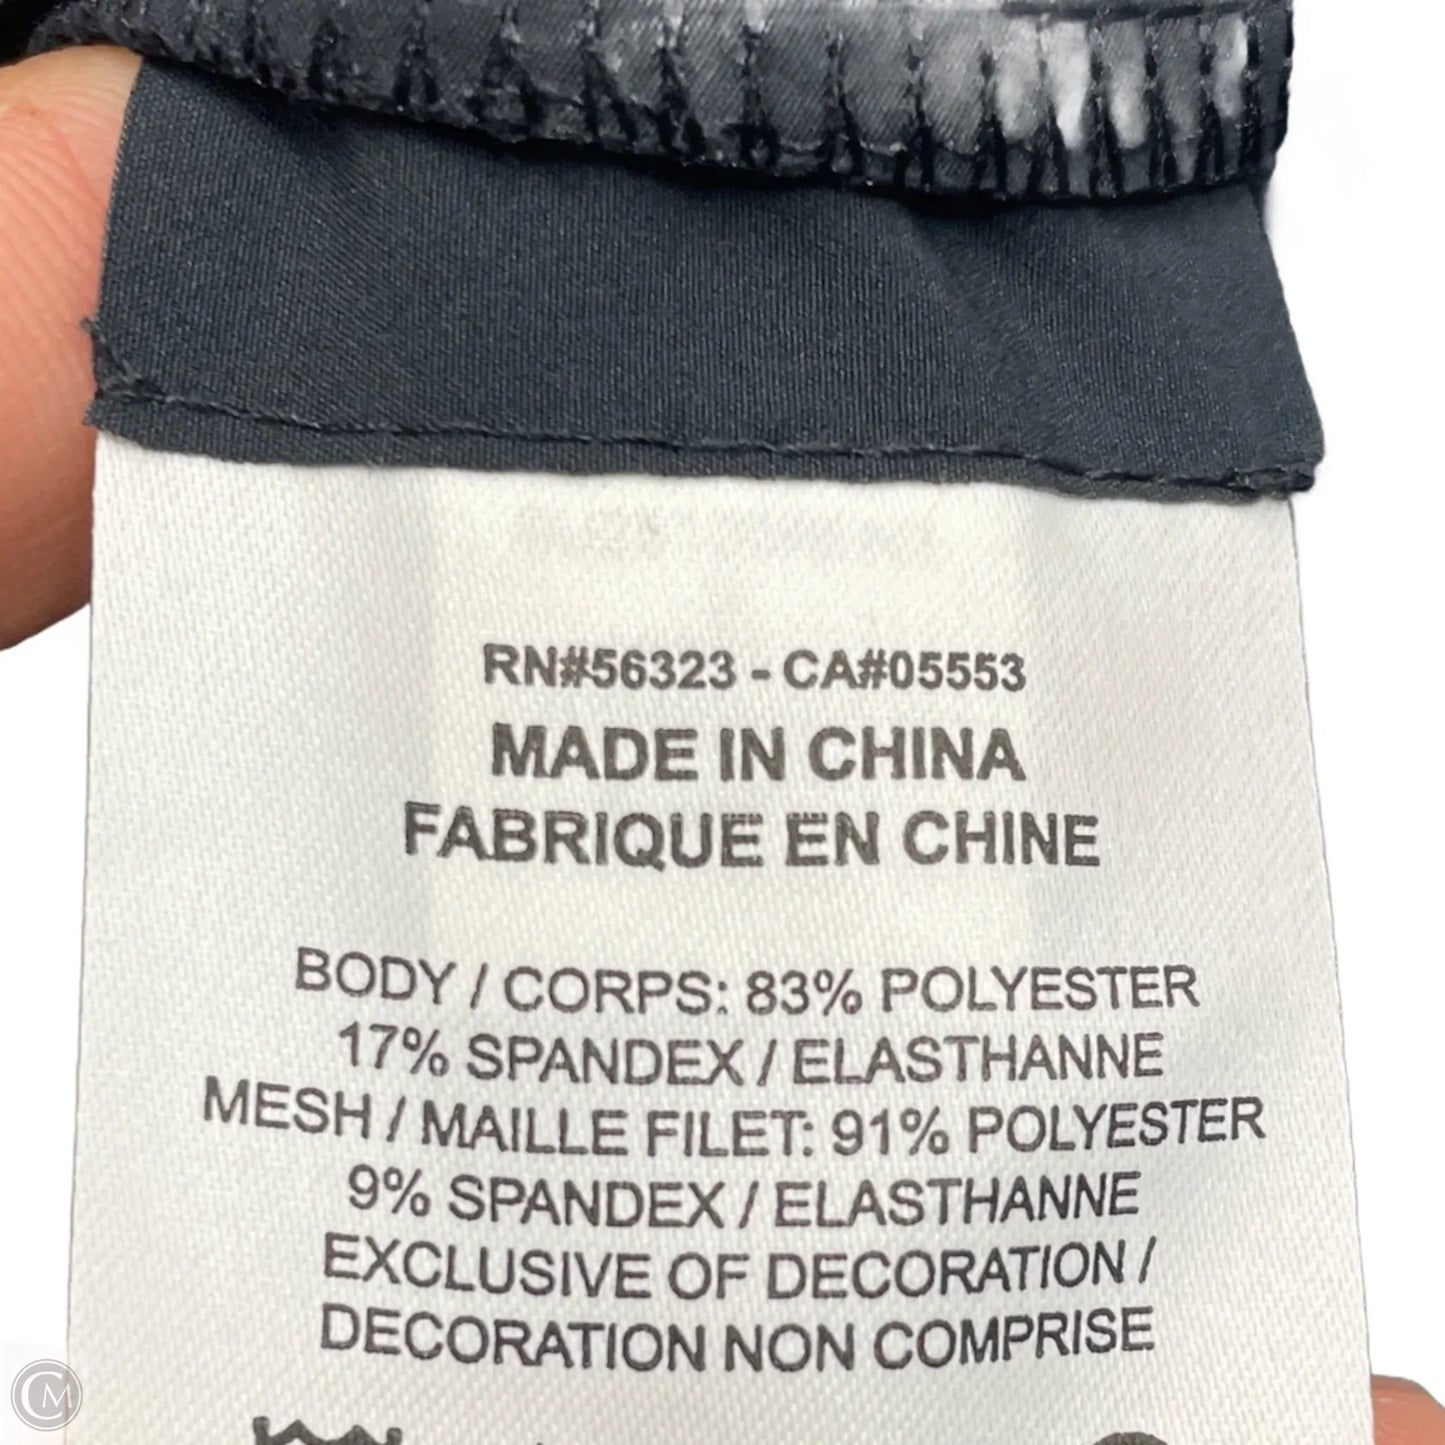 RN#56323 - CA#05553
MADE IN CHINA
FABRIQUE EN CHINE
BODY / CORPS: 83% POLYESTER
17% SPANDEX / ELASTHANNE
MESH / MAILLE FILET: 91% POLYESTER
9% SPANDEX / ELASTHANNE
EXCLUSIVE OF DECORATION /
DECORATION NON COMPRISE
CM